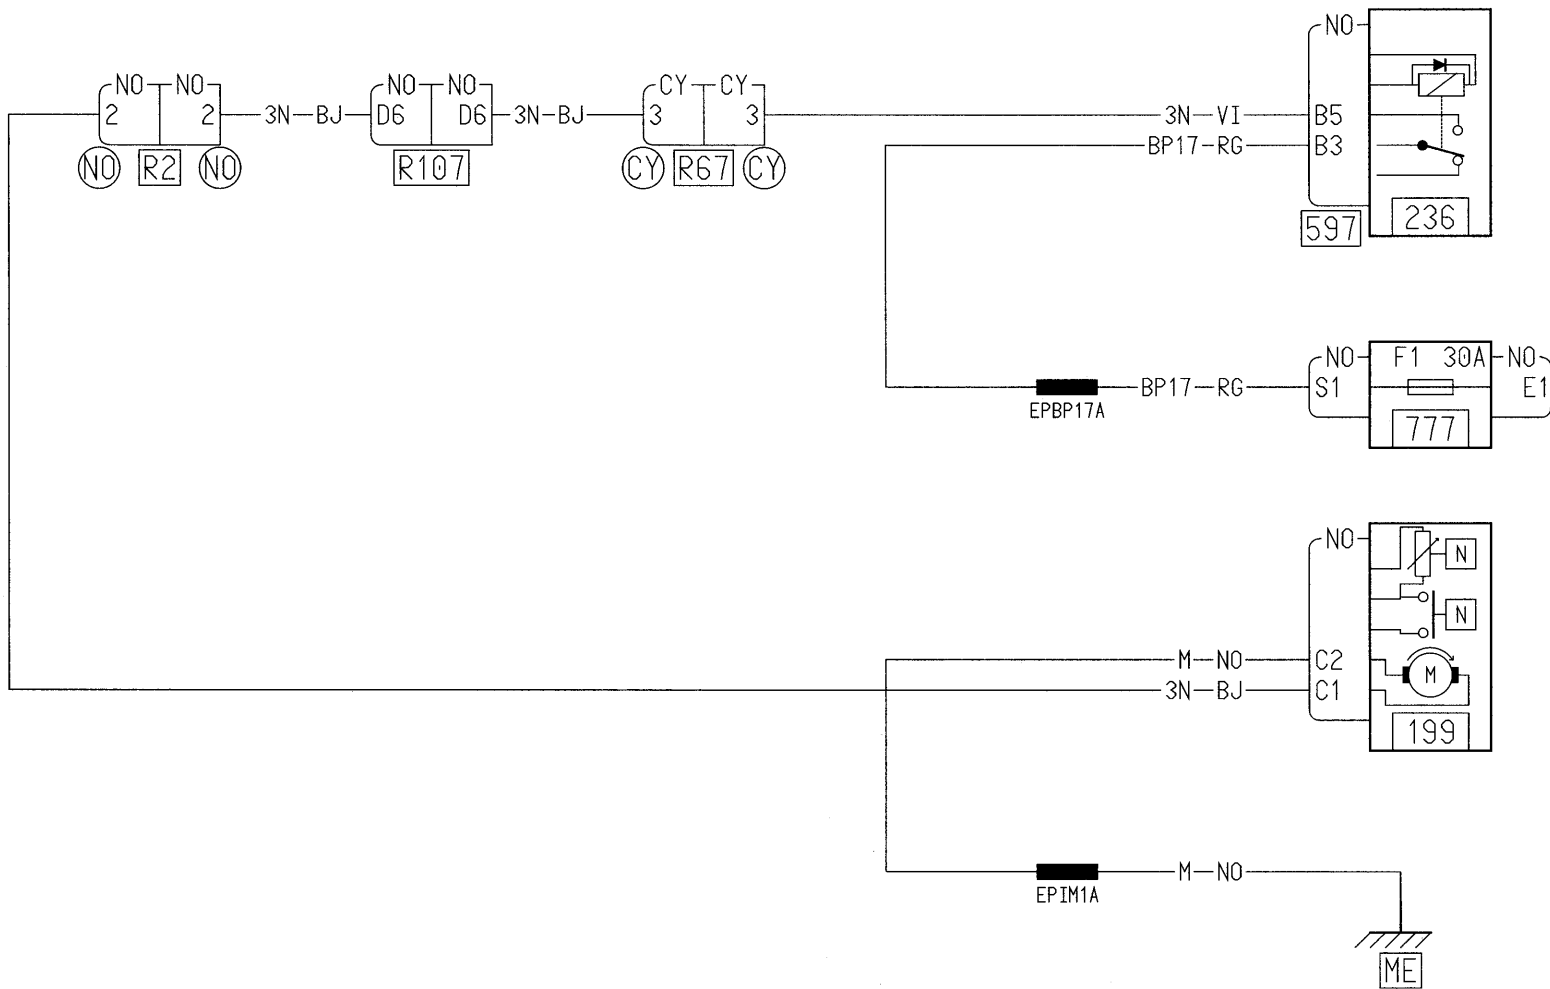 NO
NO NO NO NO CY CY
2 2 3N BJ D6 D6 3N BJ 3 3 3N VI B5
BP17 RG B3
NO R2 NO R107 CY R67 CY
597 236
NO F1 30A NO
BP17 RG S1 E1
EPBP17A
777
NO
N
N
M NO C2
M
3N BJ C1
199
M NO
EPIM1A
ME